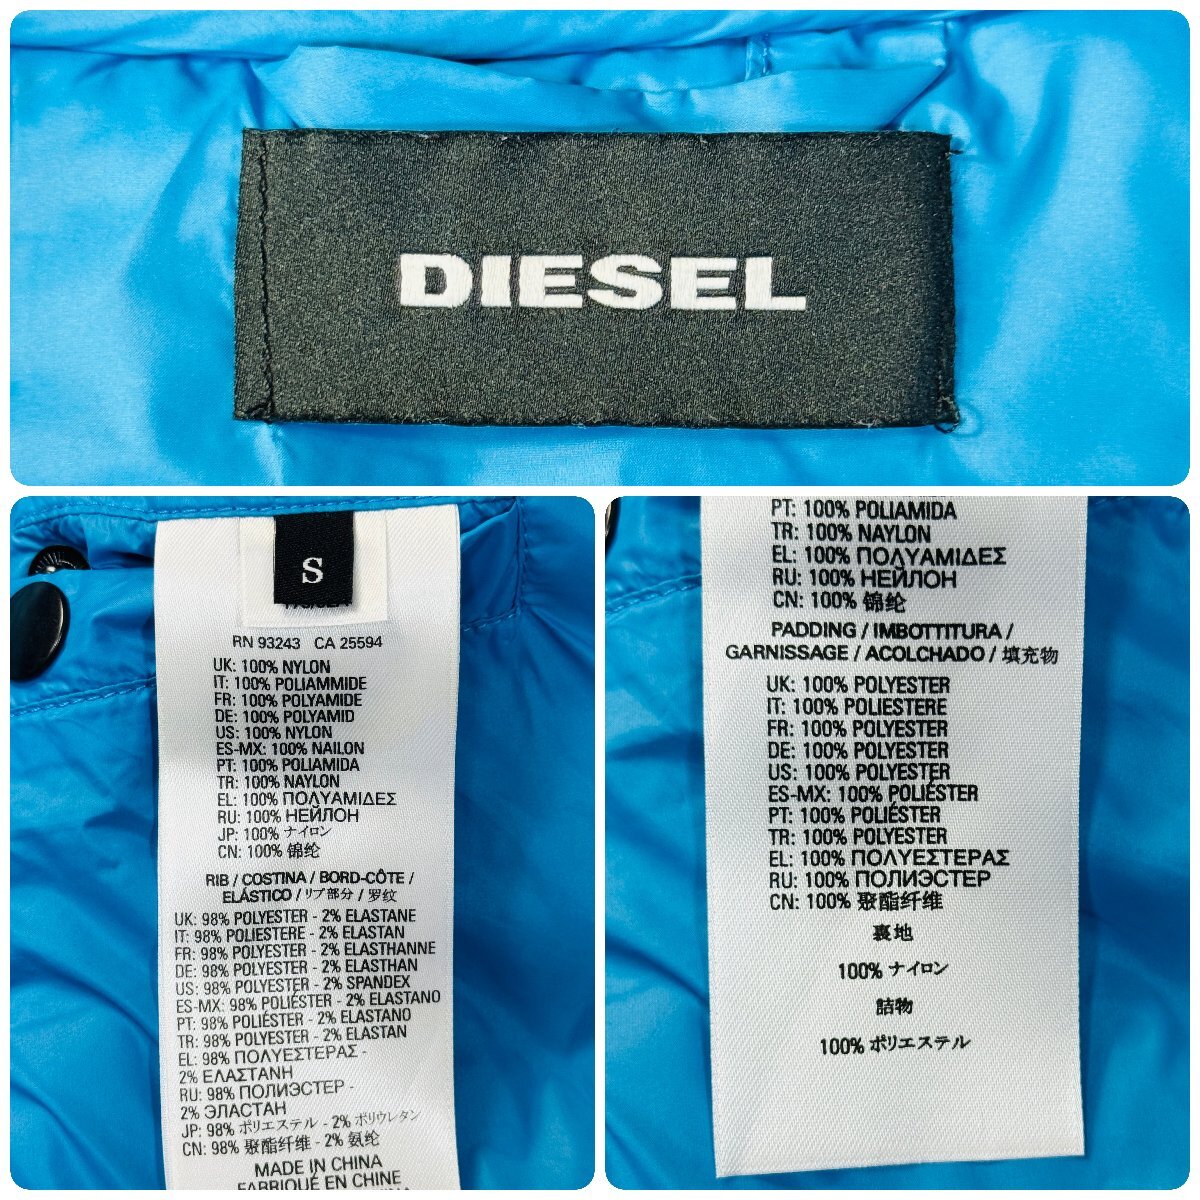 DIESEL
S
RN 93243 CA 25594
UK: 100% NYLON
IT: 100% POLIAMMIDE
FR: 100% POLYAMIDE
DE: 100% POLYAMID
US: 100% NYLON
ES-MX: 100% NAILON
PT: 100% POLIAMIDA
TR: 100% NAYLON
EL: 100% ΠΟΛΥΑΜΙΔΕΣ
RU: 100% НЕЙЛОН
JP: 100% ナイロン
CN: 100% 锦纶
RIB / COSTINA / BORD-CÔTE /
ELÁSTICO / リブ部分 / 罗纹
UK: 98% POLYESTER - 2% ELASTANE
IT: 98% POLIESTERE - 2% ELASTAN
FR: 98% POLYESTER - 2% ELASTHANNE
DE: 98% POLYESTER - 2% ELASTHAN
US: 98% POLYESTER - 2% SPANDEX
ES-MX: 98% POLIÉSTER - 2% ELASTANO
PT: 98% POLIÉSTER - 2% ELASTANO
TR: 98% POLYESTER - 2% ELASTAN
EL: 98% ΠΟΛΥΕΣΤΕΡΑΣ -
2% ΕΛΑΣΤΑΝΗ
RU: 98% ПОЛИЭСТЕР -
2% ЭЛАСТАН
JP: 98% ポリエステル - 2% ポリウレタン
CN: 98% 聚酯纤维 - 2% 氨纶
MADE IN CHINA
FABRIQUÉ EN CHINE
PT: 100% POLIAMIDA
TR: 100% NAYLON
EL: 100% ΠΟΛΥΑΜΙΔΕΣ
RU: 100% НЕЙЛОН
CN: 100% 锦纶
PADDING / IMBOTTITURA /
GARNISSAGE / ACOLCHADO / 填充物
UK: 100% POLYESTER
IT: 100% POLIESTERE
FR: 100% POLYESTER
DE: 100% POLYESTER
US: 100% POLYESTER
ES-MX: 100% POLIÉSTER
PT: 100% POLIÉSTER
TR: 100% POLYESTER
EL: 100% ΠΟΛΥΕΣΤΕΡΑΣ
RU: 100% ПОЛИЭСТЕР
CN: 100% 聚酯纤维
裏地
100% ナイロン
詰物
100% ポリエステル